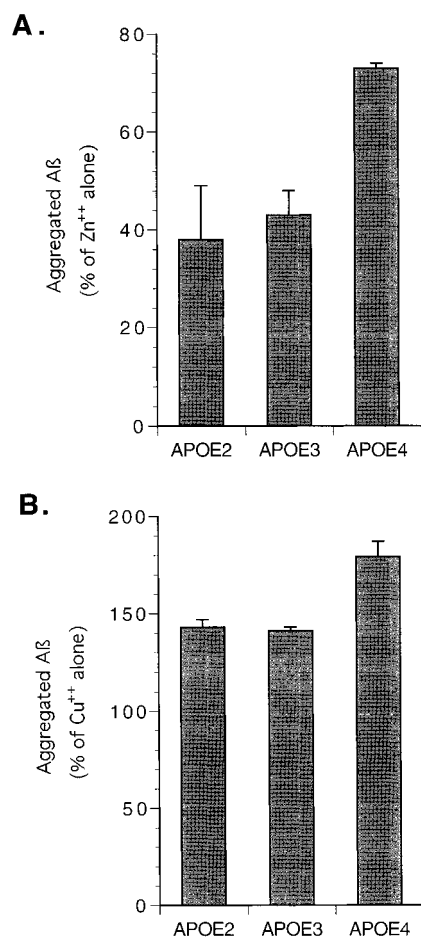 A.
80
60
40
20
0
Aggregated Aß
(% of Zn⁺⁺ alone)
APOE2 APOE3 APOE4
B.
200
150
100
50
0
Aggregated Aß
(% of Cu⁺⁺ alone)
APOE2 APOE3 APOE4